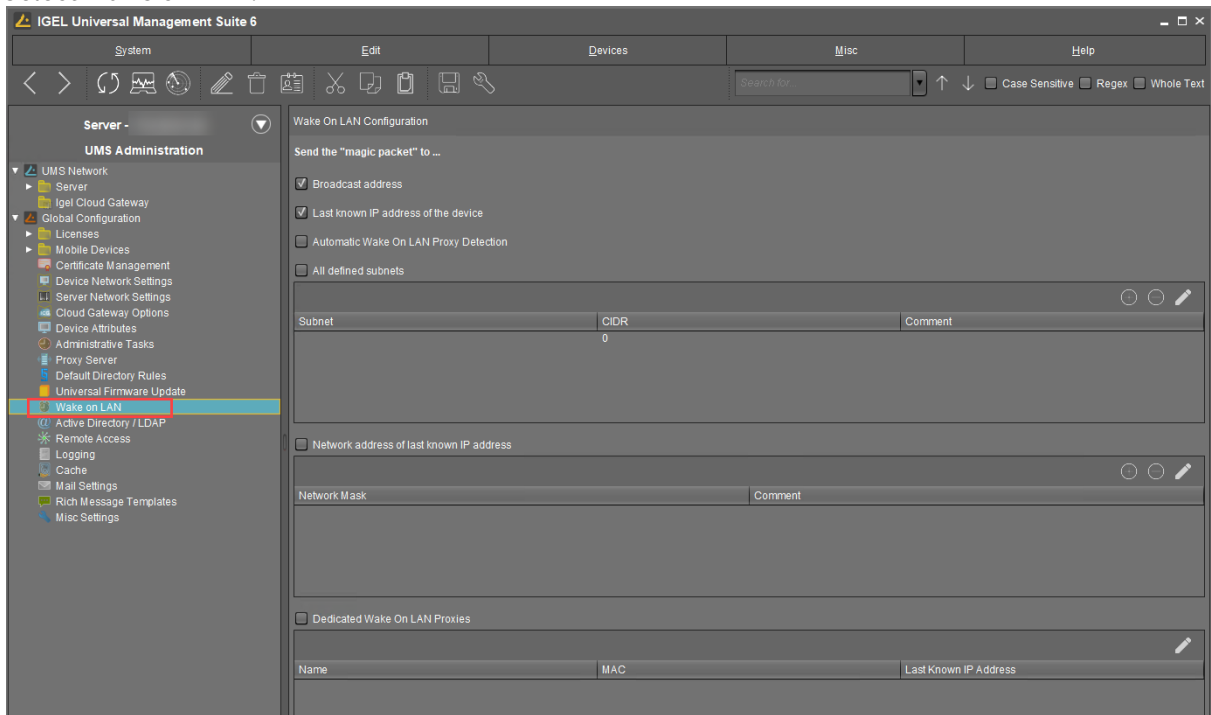 IGEL Universal Management Suite 6
System Edit Devices Misc Help
Search for... Case Sensitive Regex Whole Text
Server -
UMS Administration
UMS Network
Server
Igel Cloud Gateway
Global Configuration
Licenses
Mobile Devices
Certificate Management
Device Network Settings
Server Network Settings
Cloud Gateway Options
Device Attributes
Administrative Tasks
Proxy Server
Default Directory Rules
Universal Firmware Update
Wake on LAN
Active Directory / LDAP
Remote Access
Logging
Cache
Mail Settings
Rich Message Templates
Misc Settings
Wake On LAN Configuration
Send the "magic packet" to ...
Broadcast address
Last known IP address of the device
Automatic Wake On LAN Proxy Detection
All defined subnets
Subnet CIDR Comment
0
Network address of last known IP address
Network Mask Comment
Dedicated Wake On LAN Proxies
Name MAC Last Known IP Address